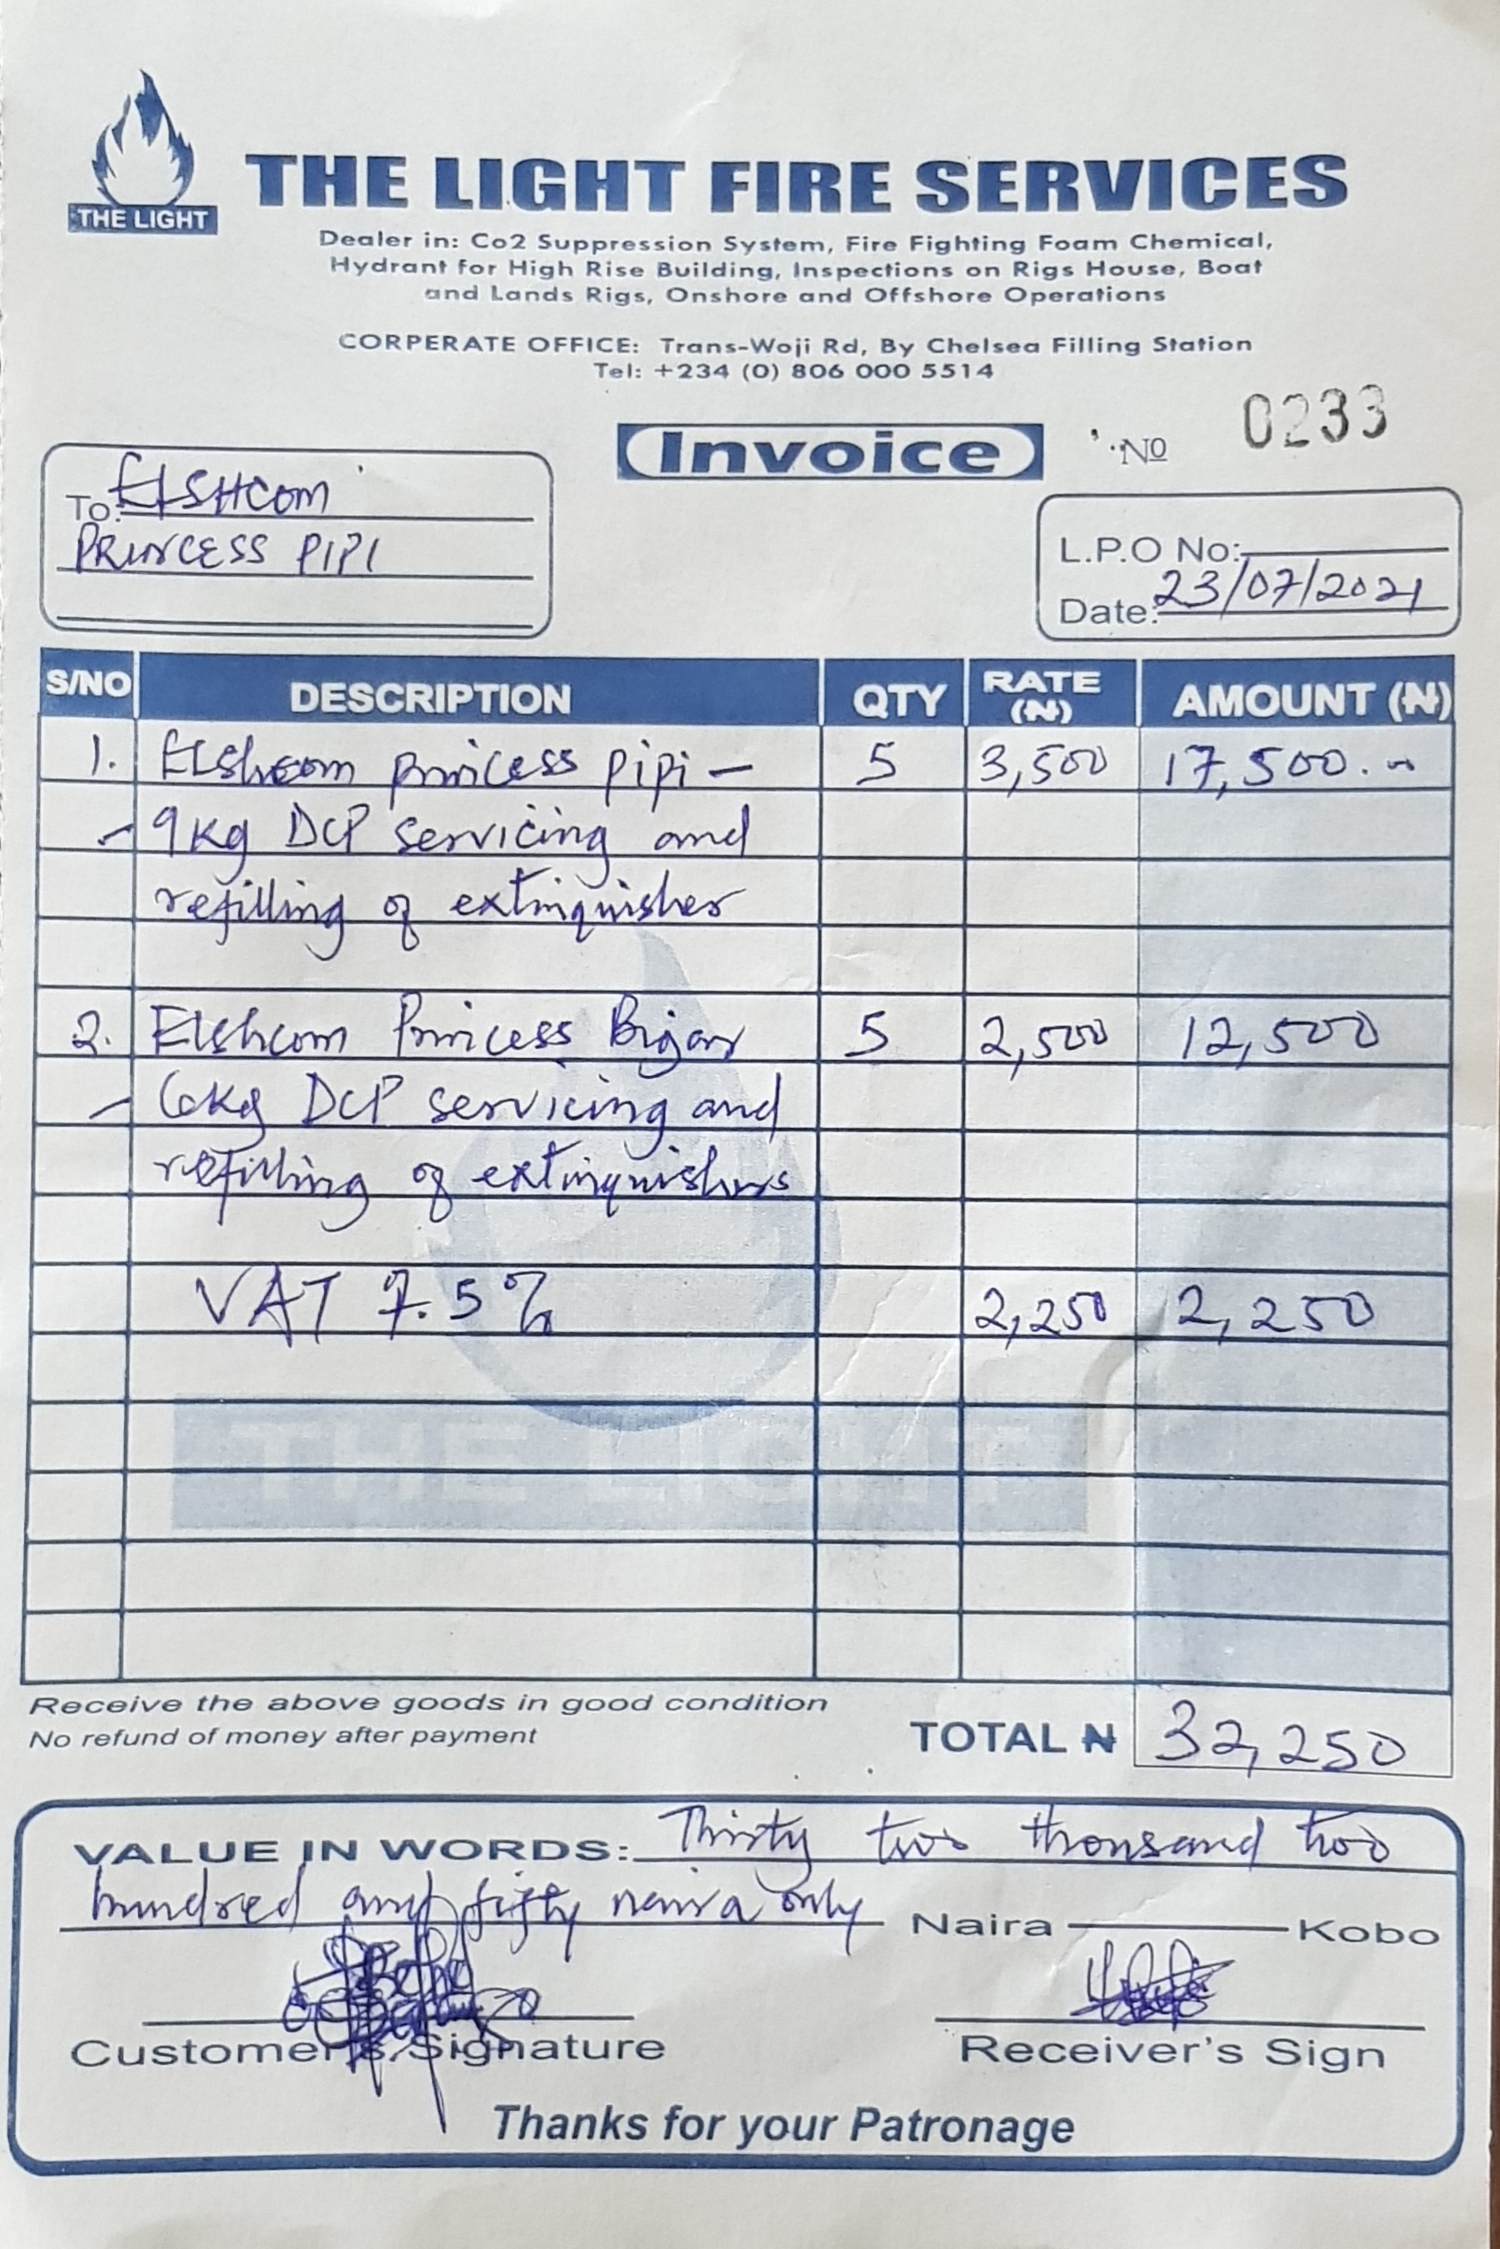 THE LIGHT
THE LIGHT FIRE SERVICES
Dealer in: Co2 Suppression System, Fire Fighting Foam Chemical,
Hydrant for High Rise Building, Inspections on Rigs House, Boat
and Lands Rigs, Onshore and Offshore Operations
CORPERATE OFFICE: Trans-Woji Rd, By Chelsea Filling Station
Tel: +234 (0) 806 000 5514
Invoice No 0233
To: ELSHCOM
PRINCESS PIPI
L.P.O No:
Date: 23/07/2021
S/NO DESCRIPTION QTY RATE (₦) AMOUNT (₦)
1. Elshcom princess pipi — 5 3,500 17,500.
- 9kg DCP servicing and
refilling of extinguisher
2. Elshcom Princess 5 2,500 12,500
- 6kg DCP servicing and
refilling of extinguishers
VAT 7.5% 2,250 2,250
THE LIGHT
Receive the above goods in good condition
No refund of money after payment
TOTAL ₦ 32,250
VALUE IN WORDS: Thirty two thousand two
hundred and fifty naira only Naira Kobo
Customer's Signature Receiver's Sign
Thanks for your Patronage